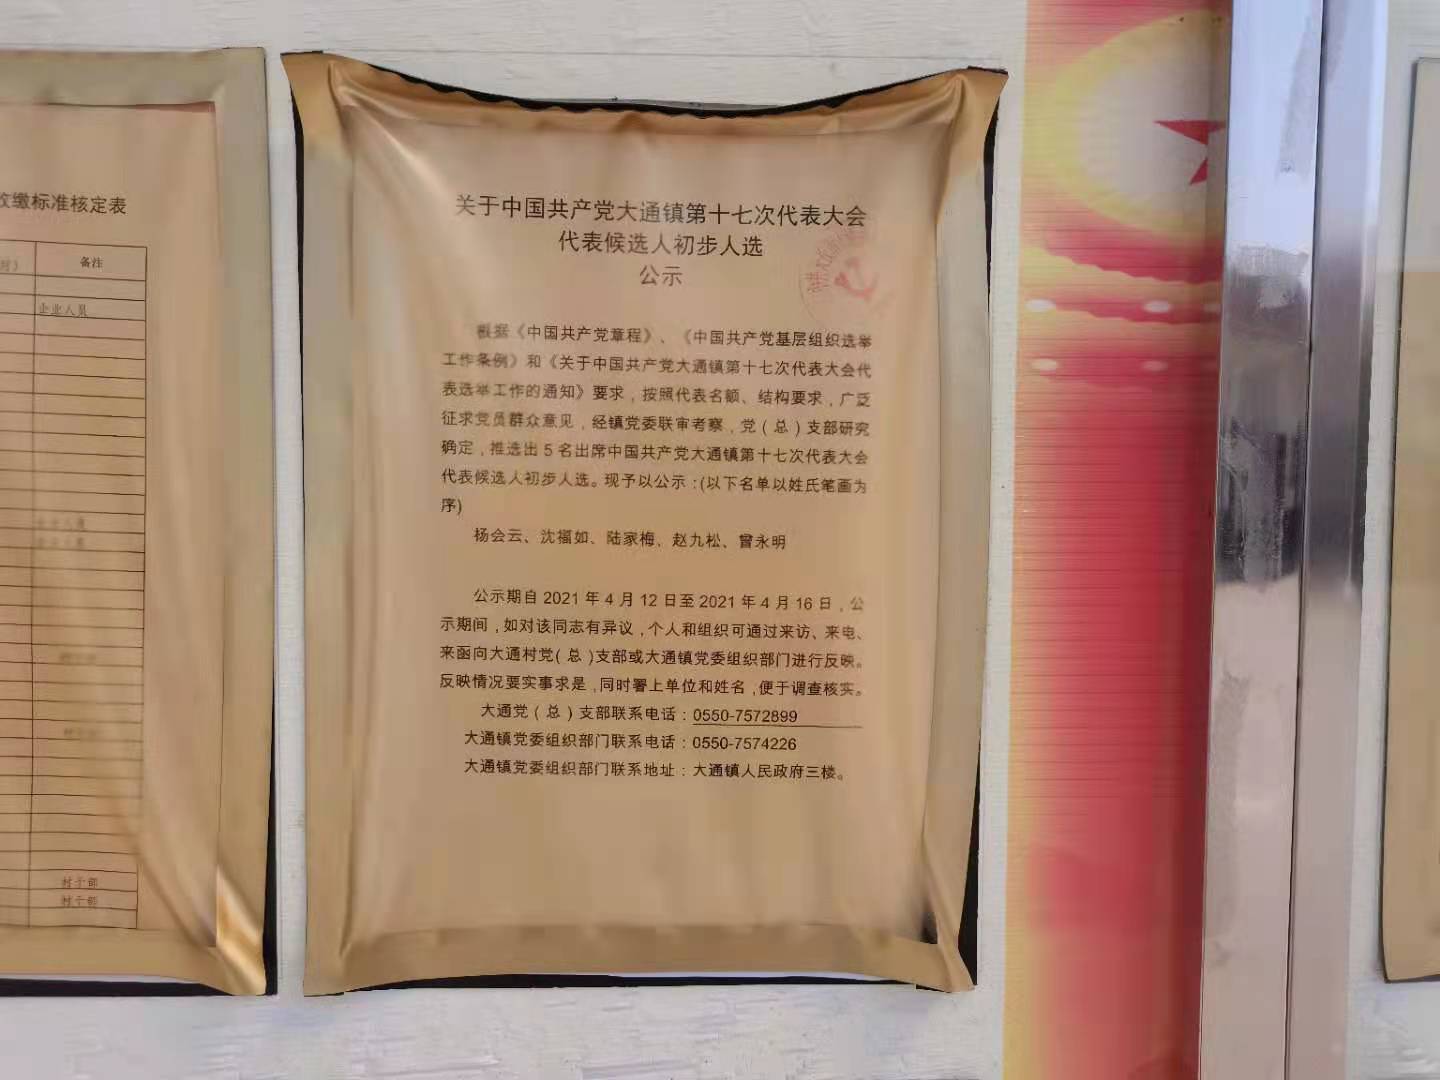 收缴标准核定表
备注
企业人员
村干部
村干部
关于中国共产党大通镇第十七次代表大会
代表候选人初步人选
公示
根据《中国共产党章程》、《中国共产党基层组织选举
工作条例》和《关于中国共产党大通镇第十七次代表大会代
表选举工作的通知》要求，按照代表名额、结构要求，广泛
征求党员群众意见，经镇党委联审考察，党（总）支部研究
确定，推选出5名出席中国共产党大通镇第十七次代表大会
代表候选人初步人选。现予以公示：(以下名单以姓氏笔画为
序)
杨会云、沈福如、陆家梅、赵九松、曾永明
公示期自2021年4月12日至2021年4月16日，公
示期间，如对该同志有异议，个人和组织可通过来访、来电、
来函向大通村党(总)支部或大通镇党委组织部门进行反映。
反映情况要实事求是，同时署上单位和姓名，便于调查核实。
大通党（总）支部联系电话：0550-7572899
大通镇党委组织部门联系电话：0550-7574226
大通镇党委组织部门联系地址：大通镇人民政府三楼。